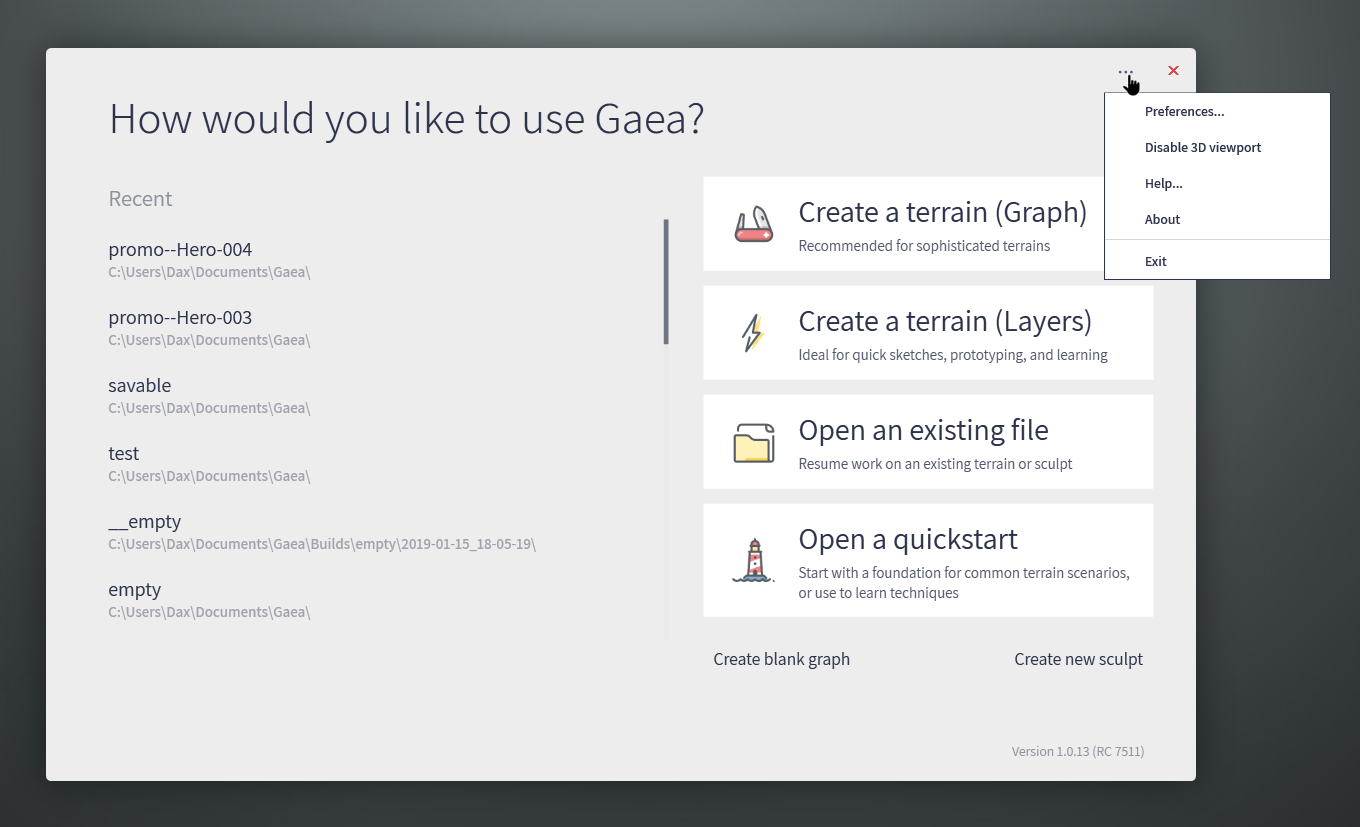 ...
How would you like to use Gaea?
Preferences...
Disable 3D viewport
Help...
About
Exit
Recent
promo--Hero-004
C:\Users\Dax\Documents\Gaea\
promo--Hero-003
C:\Users\Dax\Documents\Gaea\
savable
C:\Users\Dax\Documents\Gaea\
test
C:\Users\Dax\Documents\Gaea\
__empty
C:\Users\Dax\Documents\Gaea\Builds\empty\2019-01-15_18-05-19\
empty
C:\Users\Dax\Documents\Gaea\
Create a terrain (Graph)
Recommended for sophisticated terrains
Create a terrain (Layers)
Ideal for quick sketches, prototyping, and learning
Open an existing file
Resume work on an existing terrain or sculpt
Open a quickstart
Start with a foundation for common terrain scenarios,
or use to learn techniques
Create blank graph
Create new sculpt
Version 1.0.13 (RC 7511)